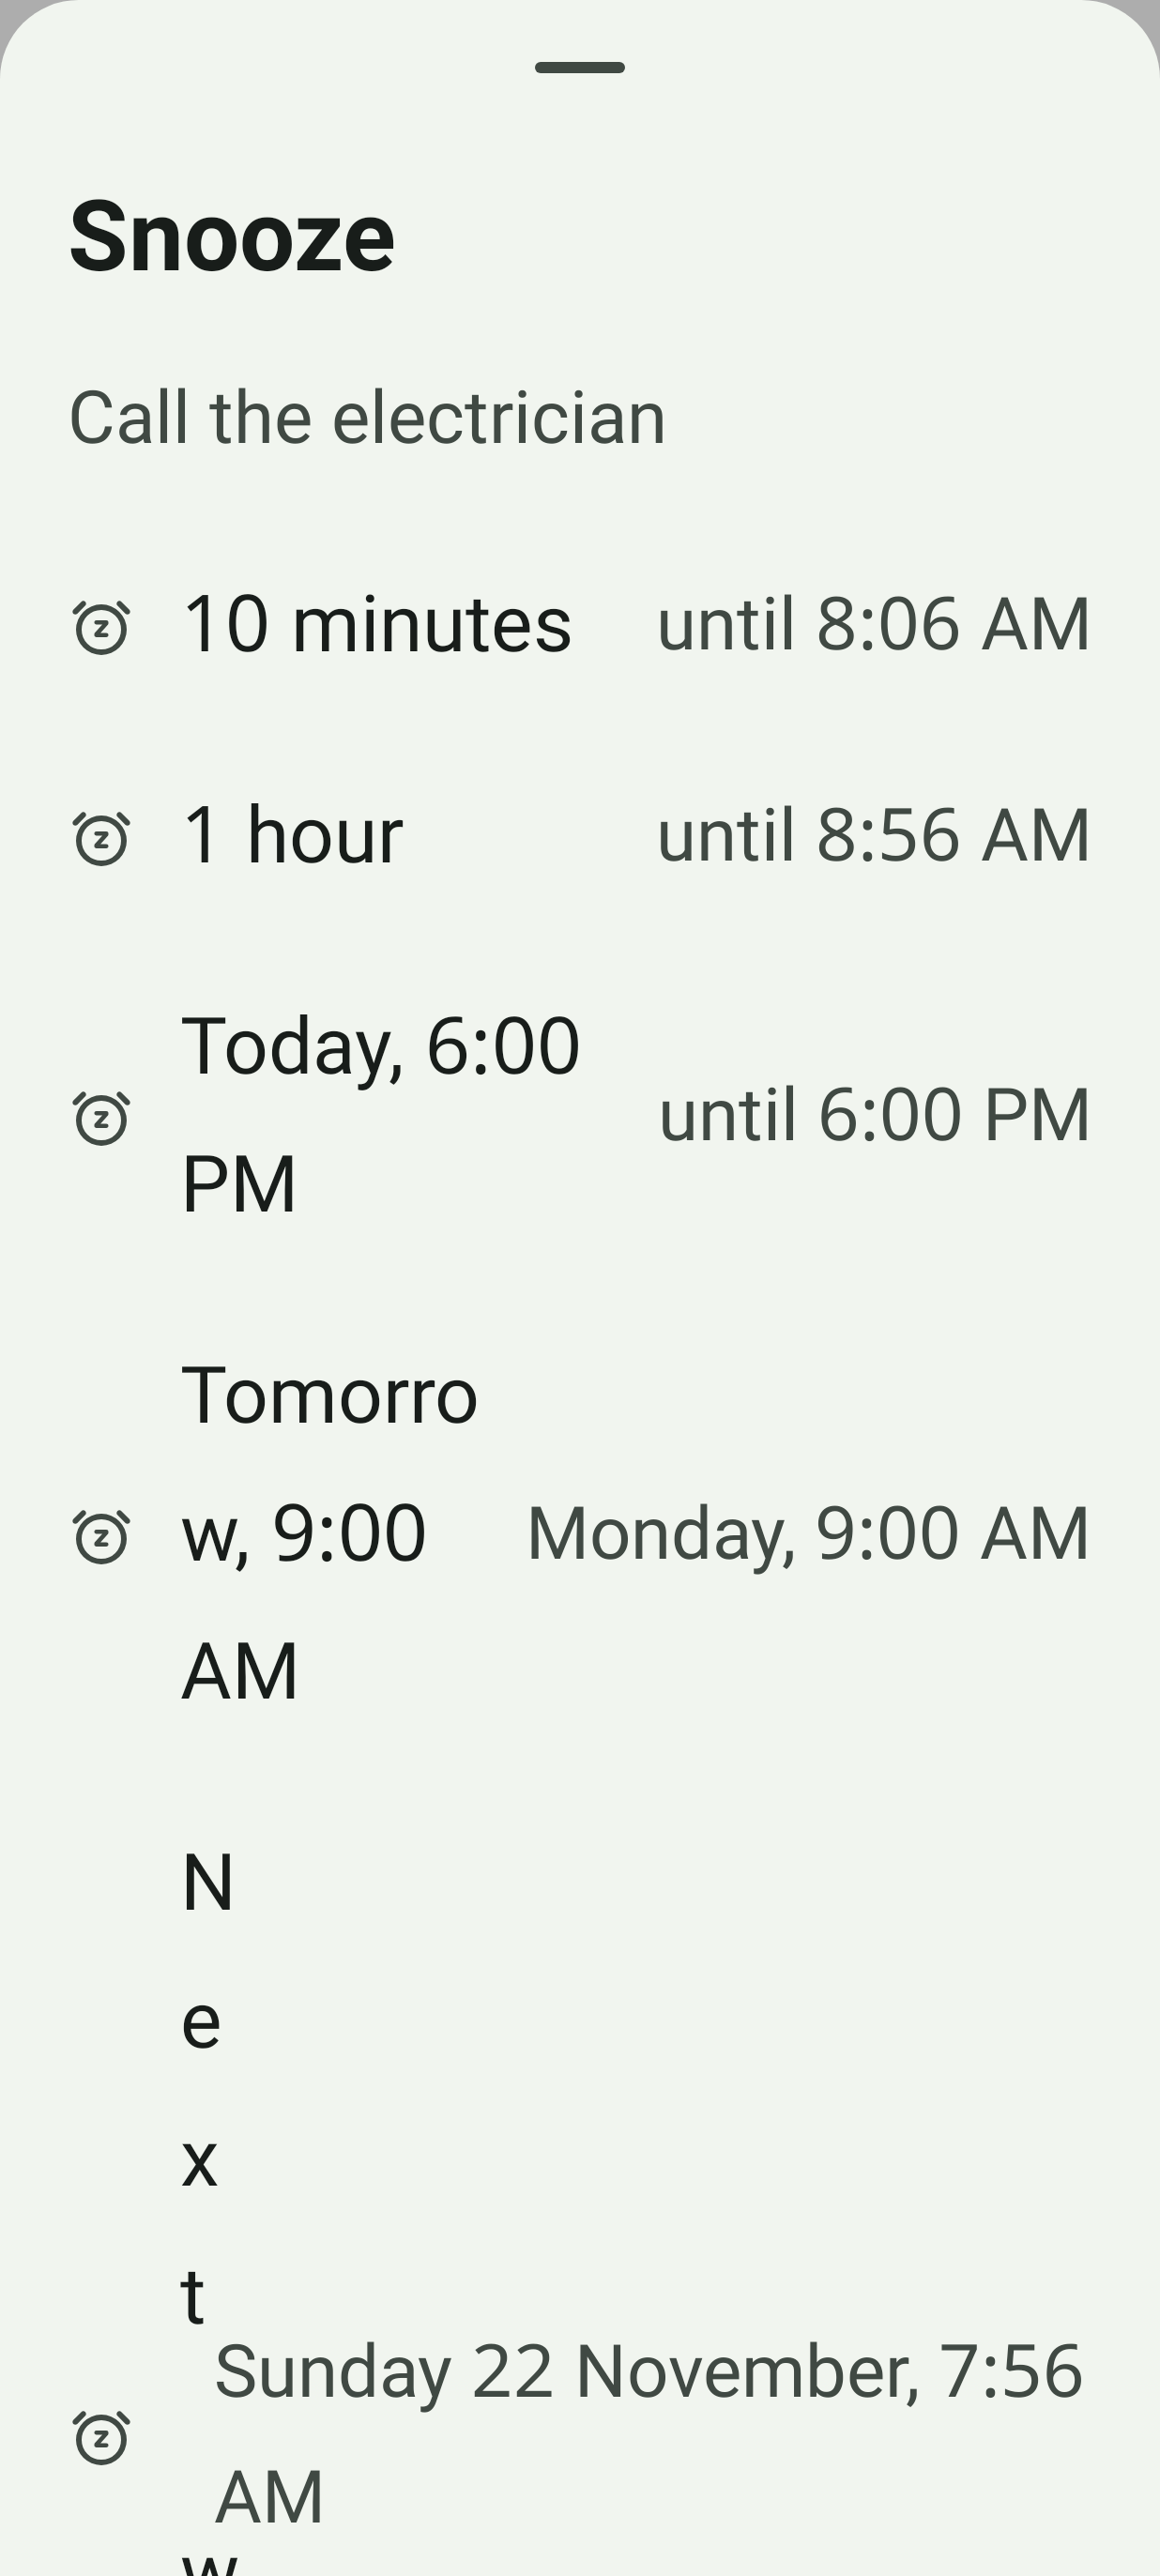 Snooze
Call the electrician
10 minutes until 8:06 AM
1 hour until 8:56 AM
Today, 6:00
PM
until 6:00 PM
Tomorro
w, 9:00
AM
Monday, 9:00 AM
N
e
x
t
Sunday 22 November, 7:56
AM
w